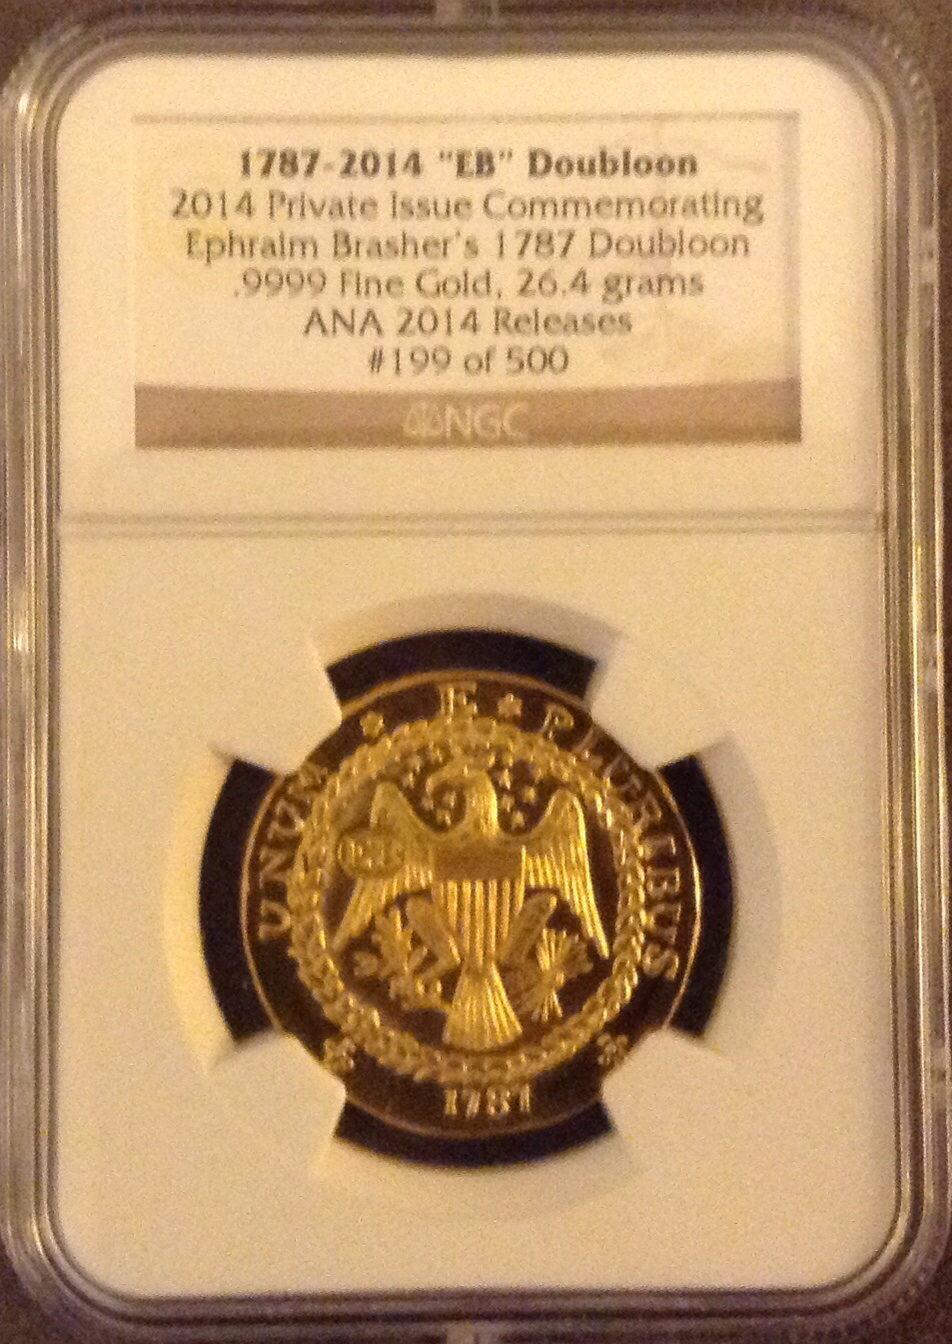 1787-2014 "EB" Doubloon
2014 Private Issue Commemorating
Ephraim Brasher's 1787 Doubloon
.9999 Fine Gold, 26.4 grams
ANA 2014 Releases
#199 of 500
NGC
UNUM * E * PLURIBUS
EB
* 1787 *